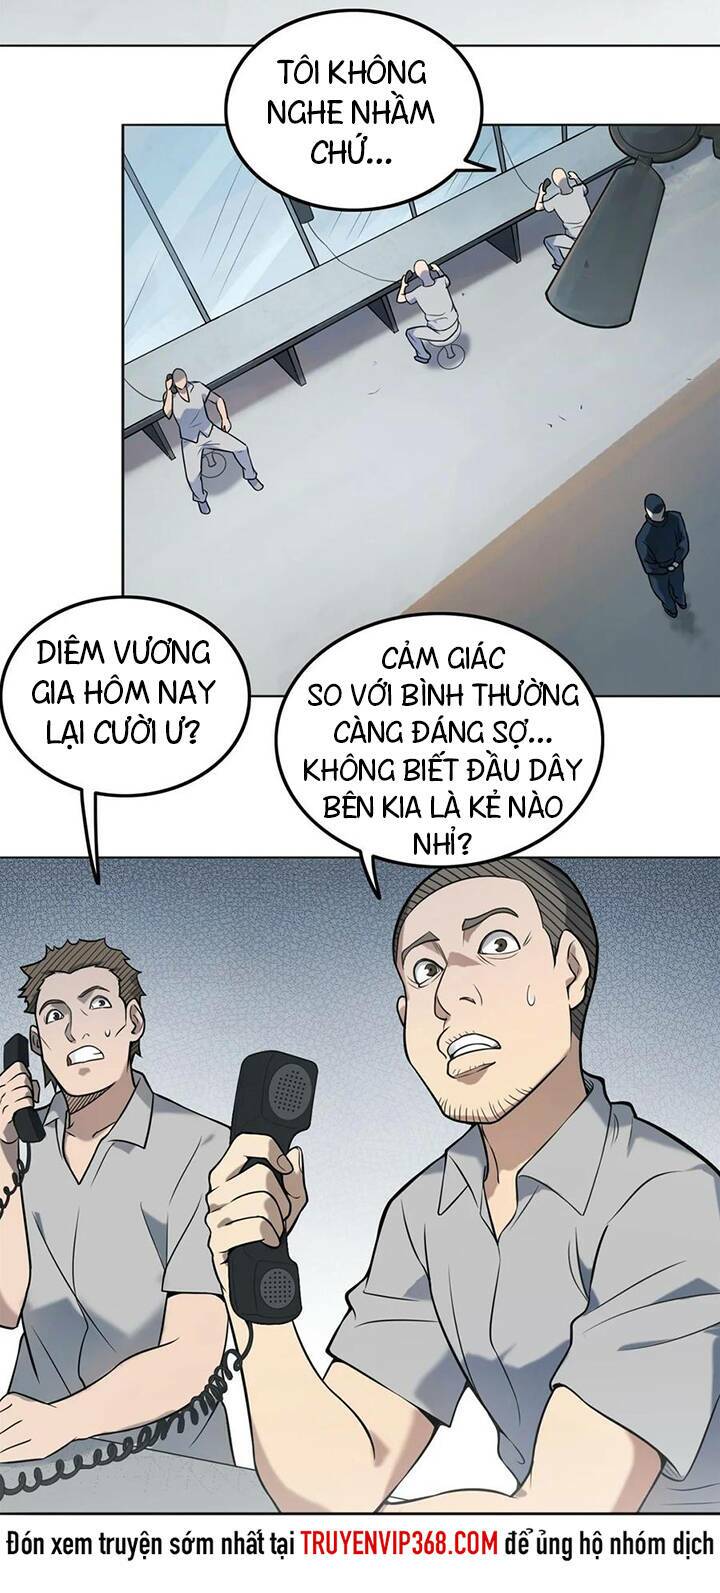 TÔI KHÔNG
NGHE NHẦM
CHỨ...
DIÊM VƯƠNG
GIA HÔM NAY
LẠI CƯỜI Ư?
CẢM GIÁC
SO VỚI BÌNH THƯỜNG
CÀNG ĐÁNG SỢ...
KHÔNG BIẾT ĐẦU DÂY
BÊN KIA LÀ KẺ NÀO
NHỈ?
Đón xem truyện sớm nhất tại TRUYENVIP368.COM để ủng hộ nhóm dịch